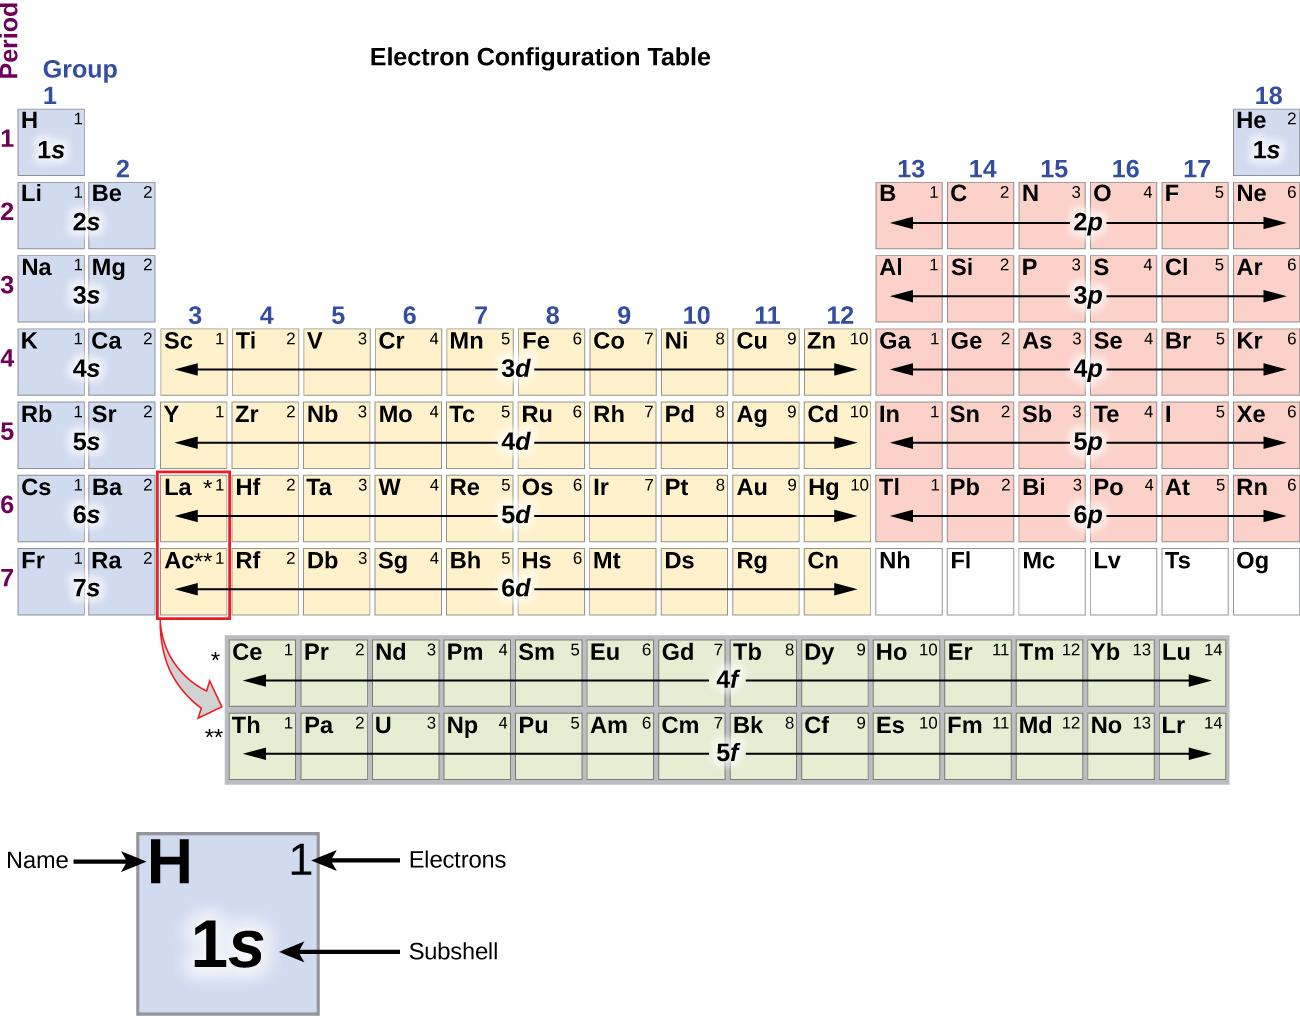 Period
Electron Configuration Table
Group
1 18
H 1 He 2
1 1s 1s
2 13 14 15 16 17
Li 1 Be 2 B 1 C 2 N 3 O 4 F 5 Ne 6
2 2s 2p
Na 1 Mg 2 Al 1 Si 2 P 3 S 4 Cl 5 Ar 6
3 3s 3p
3 4 5 6 7 8 9 10 11 12
K 1 Ca 2 Sc 1 Ti 2 V 3 Cr 4 Mn 5 Fe 6 Co 7 Ni 8 Cu 9 Zn 10 Ga 1 Ge 2 As 3 Se 4 Br 5 Kr 6
4 4s 3d 4p
Rb 1 Sr 2 Y 1 Zr 2 Nb 3 Mo 4 Tc 5 Ru 6 Rh 7 Pd 8 Ag 9 Cd 10 In 1 Sn 2 Sb 3 Te 4 I 5 Xe 6
5 5s 4d 5p
Cs 1 Ba 2 La *1 Hf 2 Ta 3 W 4 Re 5 Os 6 Ir 7 Pt 8 Au 9 Hg 10 Tl 1 Pb 2 Bi 3 Po 4 At 5 Rn 6
6 6s 5d 6p
Fr 1 Ra 2 Ac**1 Rf 2 Db 3 Sg 4 Bh 5 Hs 6 Mt Ds Rg Cn Nh Fl Mc Lv Ts Og
7 7s 6d
* Ce 1 Pr 2 Nd 3 Pm 4 Sm 5 Eu 6 Gd 7 Tb 8 Dy 9 Ho 10 Er 11 Tm 12 Yb 13 Lu 14
4f
** Th 1 Pa 2 U 3 Np 4 Pu 5 Am 6 Cm 7 Bk 8 Cf 9 Es 10 Fm 11 Md 12 No 13 Lr 14
5f
Name H 1 Electrons
1s Subshell